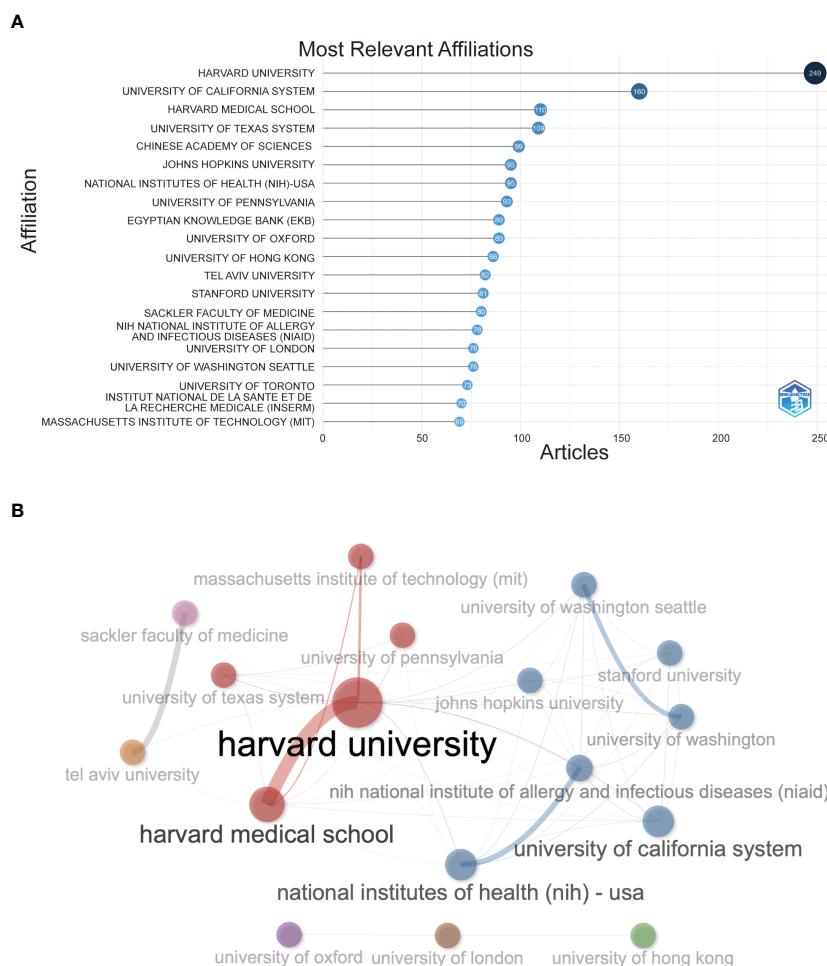 A
Most Relevant Affiliations
Affiliation
HARVARD UNIVERSITY 249
UNIVERSITY OF CALIFORNIA SYSTEM 160
HARVARD MEDICAL SCHOOL 110
UNIVERSITY OF TEXAS SYSTEM 109
CHINESE ACADEMY OF SCIENCES 99
JOHNS HOPKINS UNIVERSITY 95
NATIONAL INSTITUTES OF HEALTH (NIH)-USA 95
UNIVERSITY OF PENNSYLVANIA 93
EGYPTIAN KNOWLEDGE BANK (EKB) 89
UNIVERSITY OF OXFORD 89
UNIVERSITY OF HONG KONG 86
TEL AVIV UNIVERSITY 82
STANFORD UNIVERSITY 81
SACKLER FACULTY OF MEDICINE 80
NIH NATIONAL INSTITUTE OF ALLERGY
AND INFECTIOUS DISEASES (NIAID) 78
UNIVERSITY OF LONDON 76
UNIVERSITY OF WASHINGTON SEATTLE 76
UNIVERSITY OF TORONTO 73
INSTITUT NATIONAL DE LA SANTE ET DE
LA RECHERCHE MEDICALE (INSERM) 70
MASSACHUSETTS INSTITUTE OF TECHNOLOGY (MIT) 69
BIBLIOMETRIX
0 50 100 150 200 250
Articles
B
massachusetts institute of technology (mit)
university of washington seattle
sackler faculty of medicine
university of pennsylvania
stanford university
university of texas system
johns hopkins university
harvard university
university of washington
tel aviv university
nih national institute of allergy and infectious diseases (niaid)
harvard medical school
university of california system
national institutes of health (nih) - usa
university of oxford
university of london
university of hong kong